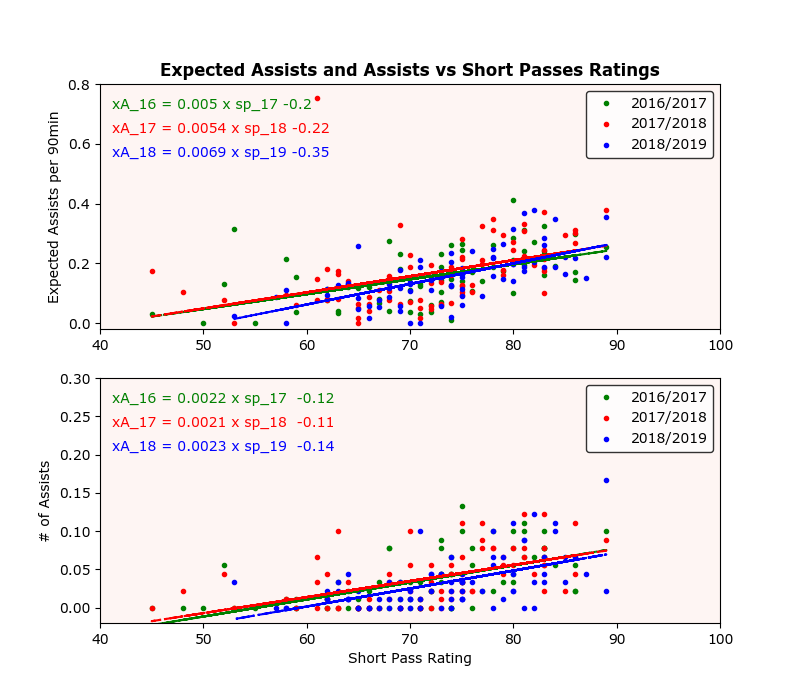 Expected Assists and Assists vs Short Passes Ratings
Expected Assists per 90min
0.8
0.6
0.4
0.2
0.0
xA_16 = 0.005 x sp_17 -0.2
xA_17 = 0.0054 x sp_18 -0.22
xA_18 = 0.0069 x sp_19 -0.35
2016/2017
2017/2018
2018/2019
40 50 60 70 80 90 100
# of Assists
0.30
0.25
0.20
0.15
0.10
0.05
0.00
xA_16 = 0.0022 x sp_17 -0.12
xA_17 = 0.0021 x sp_18 -0.11
xA_18 = 0.0023 x sp_19 -0.14
2016/2017
2017/2018
2018/2019
40 50 60 70 80 90 100
Short Pass Rating